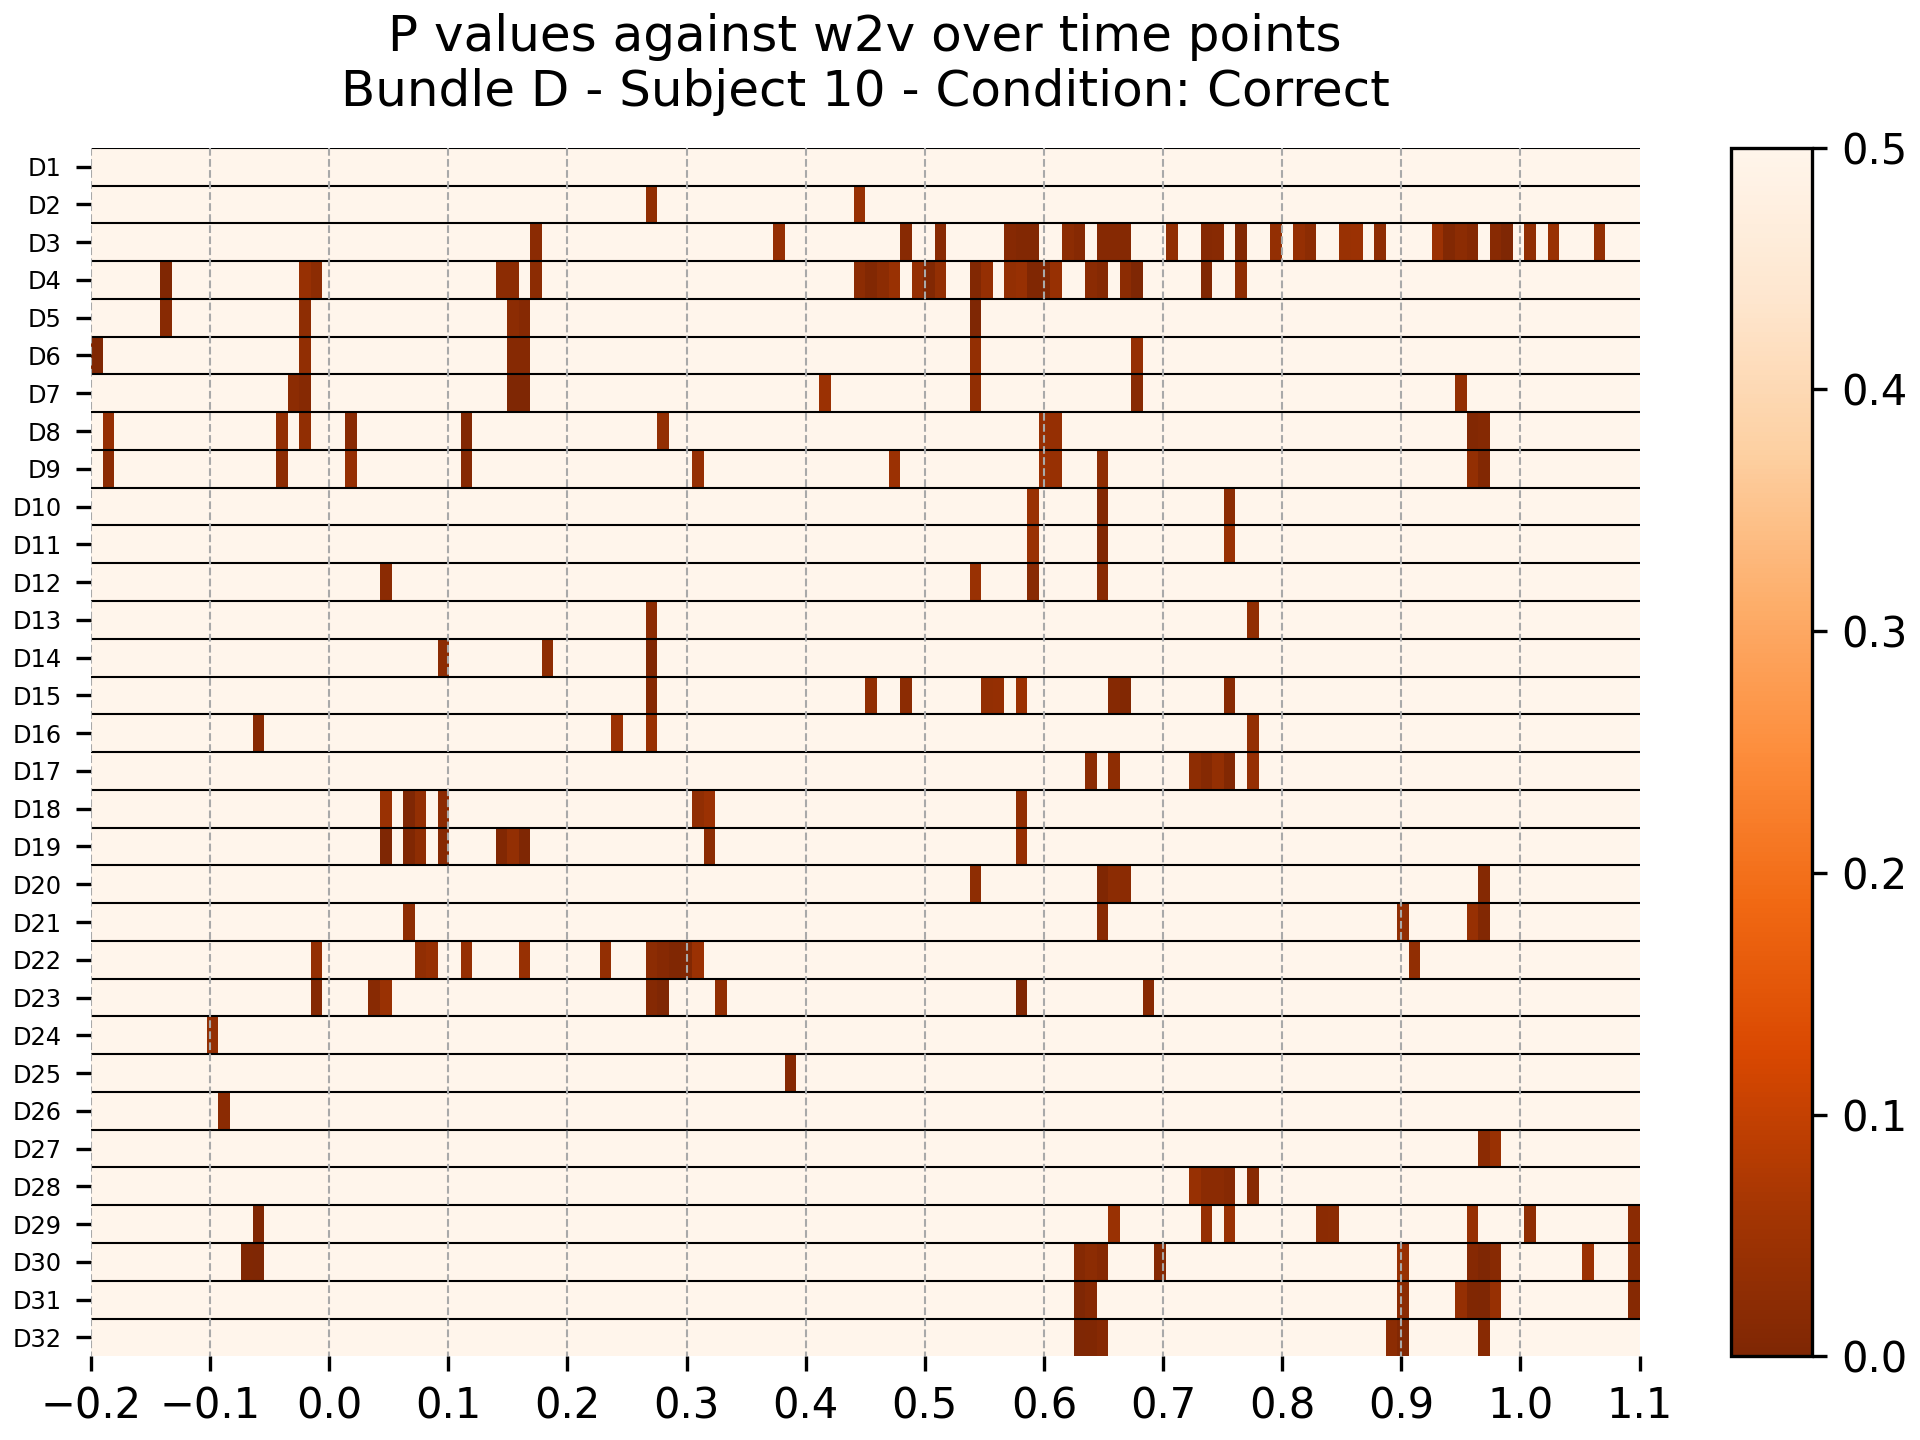 P values against w2v over time points
Bundle D - Subject 10 - Condition: Correct
D1
D2
D3
D4
D5
D6
D7
D8
D9
D10
D11
D12
D13
D14
D15
D16
D17
D18
D19
D20
D21
D22
D23
D24
D25
D26
D27
D28
D29
D30
D31
D32
−0.2 −0.1 0.0 0.1 0.2 0.3 0.4 0.5 0.6 0.7 0.8 0.9 1.0 1.1
0.5
0.4
0.3
0.2
0.1
0.0